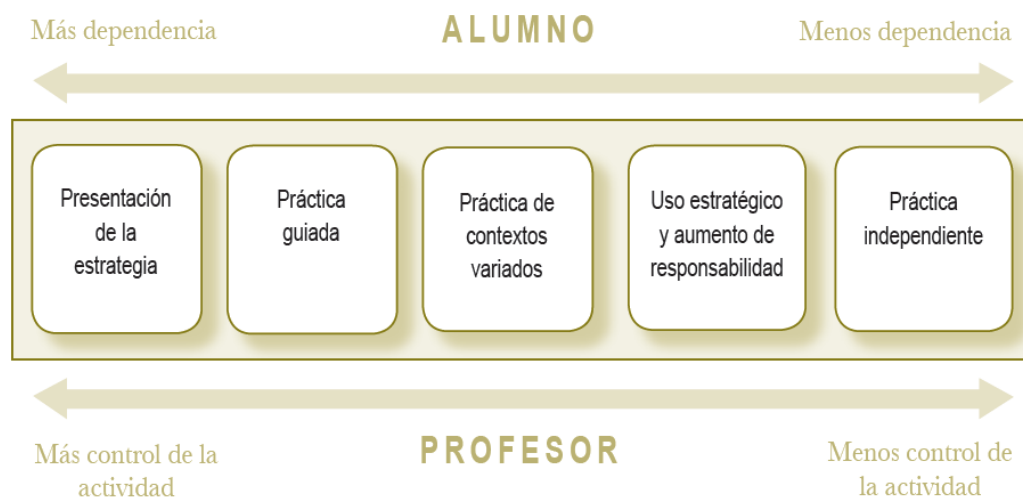 Más dependencia
ALUMNO
Menos dependencia
Presentación
de la
estrategia
Práctica
guiada
Práctica de
contextos
variados
Uso estratégico
y aumento de
responsabilidad
Práctica
independiente
Más control de la
actividad
PROFESOR
Menos control de
la actividad